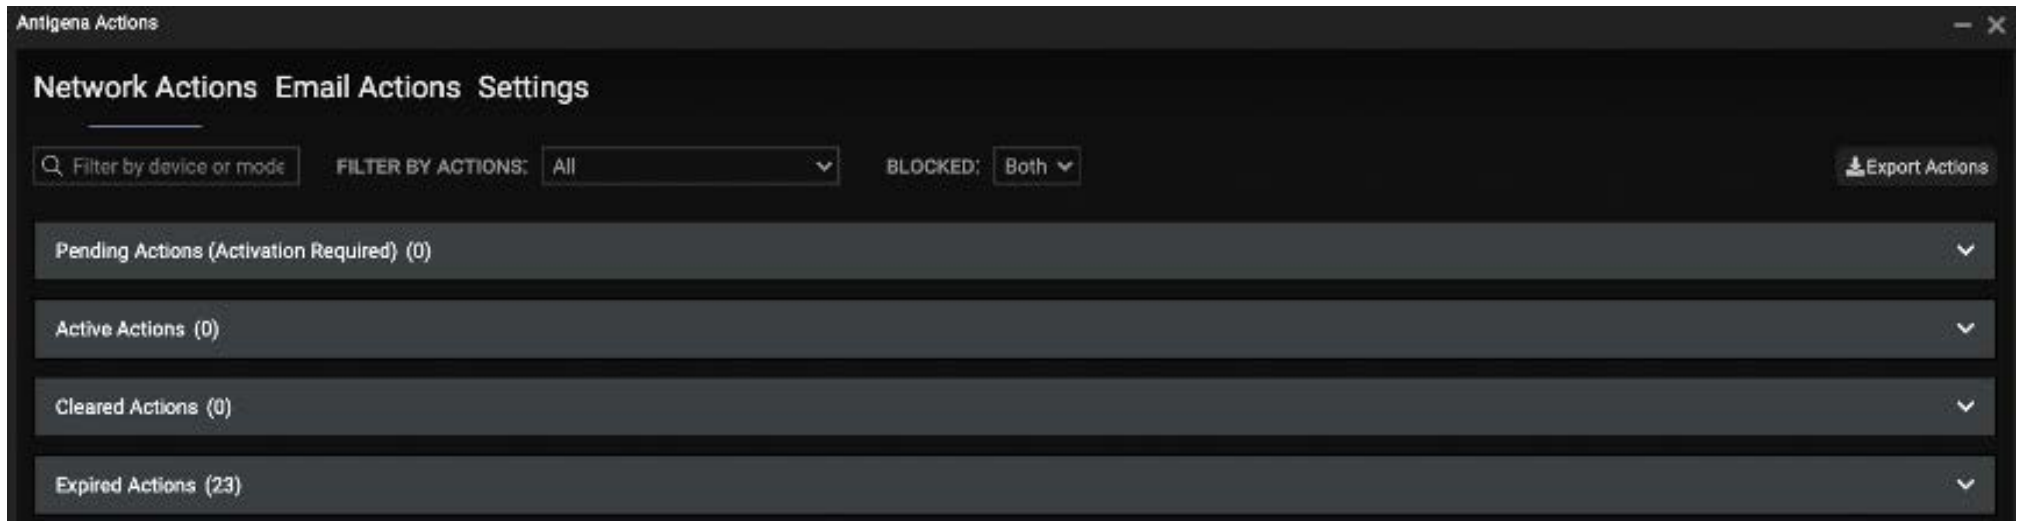 Antigena Actions
Network Actions Email Actions Settings
Filter by device or mode FILTER BY ACTIONS: All BLOCKED: Both Export Actions
Pending Actions (Activation Required) (0)
Active Actions (0)
Cleared Actions (0)
Expired Actions (23)